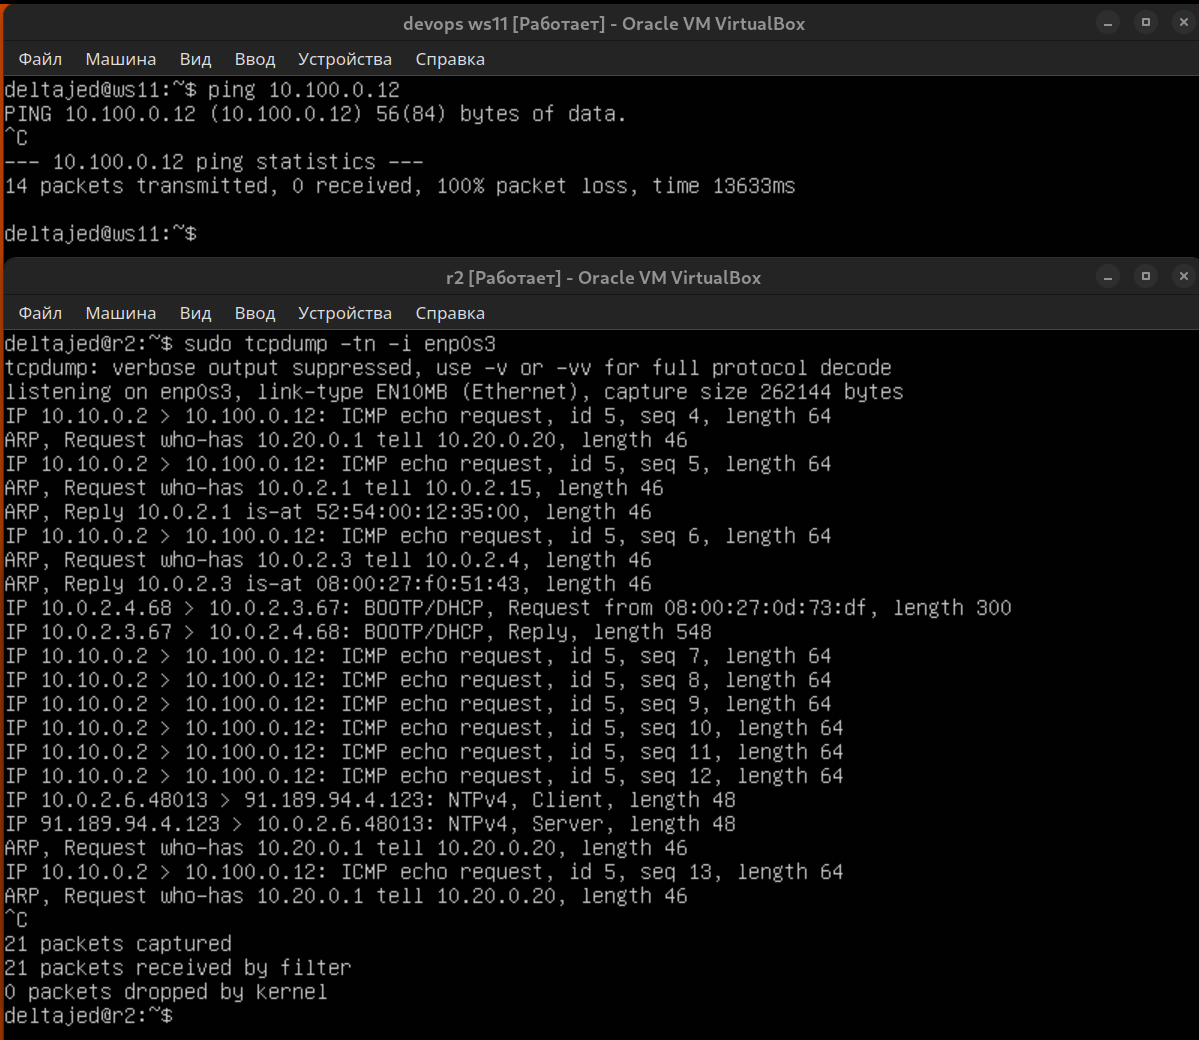 devops ws11 [Работает] - Oracle VM VirtualBox
Файл Машина Вид Ввод Устройства Справка
deltajed@ws11:~$ ping 10.100.0.12
PING 10.100.0.12 (10.100.0.12) 56(84) bytes of data.
^C
--- 10.100.0.12 ping statistics ---
14 packets transmitted, 0 received, 100% packet loss, time 13633ms
deltajed@ws11:~$
r2 [Работает] - Oracle VM VirtualBox
Файл Машина Вид Ввод Устройства Справка
deltajed@r2:~$ sudo tcpdump -tn -i enp0s3
tcpdump: verbose output suppressed, use -v or -vv for full protocol decode
listening on enp0s3, link-type EN10MB (Ethernet), capture size 262144 bytes
IP 10.10.0.2 > 10.100.0.12: ICMP echo request, id 5, seq 4, length 64
ARP, Request who-has 10.20.0.1 tell 10.20.0.20, length 46
IP 10.10.0.2 > 10.100.0.12: ICMP echo request, id 5, seq 5, length 64
ARP, Request who-has 10.0.2.1 tell 10.0.2.15, length 46
ARP, Reply 10.0.2.1 is-at 52:54:00:12:35:00, length 46
IP 10.10.0.2 > 10.100.0.12: ICMP echo request, id 5, seq 6, length 64
ARP, Request who-has 10.0.2.3 tell 10.0.2.4, length 46
ARP, Reply 10.0.2.3 is-at 08:00:27:f0:51:43, length 46
IP 10.0.2.4.68 > 10.0.2.3.67: BOOTP/DHCP, Request from 08:00:27:0d:73:df, length 300
IP 10.0.2.3.67 > 10.0.2.4.68: BOOTP/DHCP, Reply, length 548
IP 10.10.0.2 > 10.100.0.12: ICMP echo request, id 5, seq 7, length 64
IP 10.10.0.2 > 10.100.0.12: ICMP echo request, id 5, seq 8, length 64
IP 10.10.0.2 > 10.100.0.12: ICMP echo request, id 5, seq 9, length 64
IP 10.10.0.2 > 10.100.0.12: ICMP echo request, id 5, seq 10, length 64
IP 10.10.0.2 > 10.100.0.12: ICMP echo request, id 5, seq 11, length 64
IP 10.10.0.2 > 10.100.0.12: ICMP echo request, id 5, seq 12, length 64
IP 10.0.2.6.48013 > 91.189.94.4.123: NTPv4, Client, length 48
IP 91.189.94.4.123 > 10.0.2.6.48013: NTPv4, Server, length 48
ARP, Request who-has 10.20.0.1 tell 10.20.0.20, length 46
IP 10.10.0.2 > 10.100.0.12: ICMP echo request, id 5, seq 13, length 64
ARP, Request who-has 10.20.0.1 tell 10.20.0.20, length 46
^C
21 packets captured
21 packets received by filter
0 packets dropped by kernel
deltajed@r2:~$